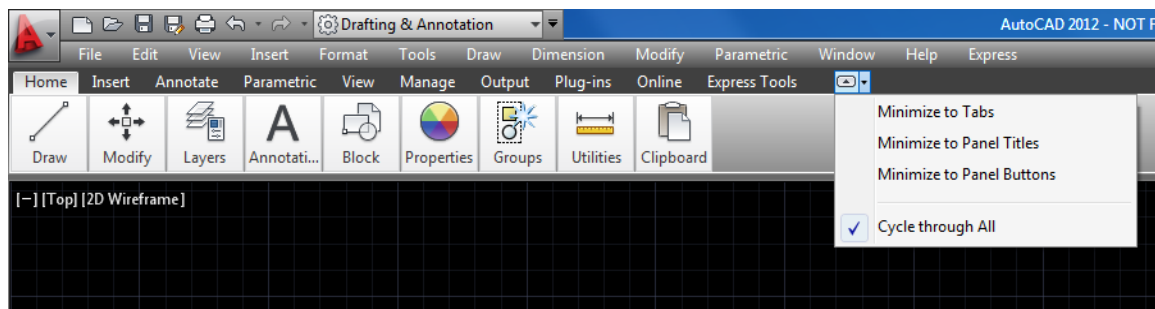 Drafting & Annotation AutoCAD 2012 - NOT
File Edit View Insert Format Tools Draw Dimension Modify Parametric Window Help Express
Home Insert Annotate Parametric View Manage Output Plug-ins Online Express Tools
Draw Modify Layers Annotati... Block Properties Groups Utilities Clipboard
Minimize to Tabs
Minimize to Panel Titles
Minimize to Panel Buttons
Cycle through All
[−] [Top] [2D Wireframe]